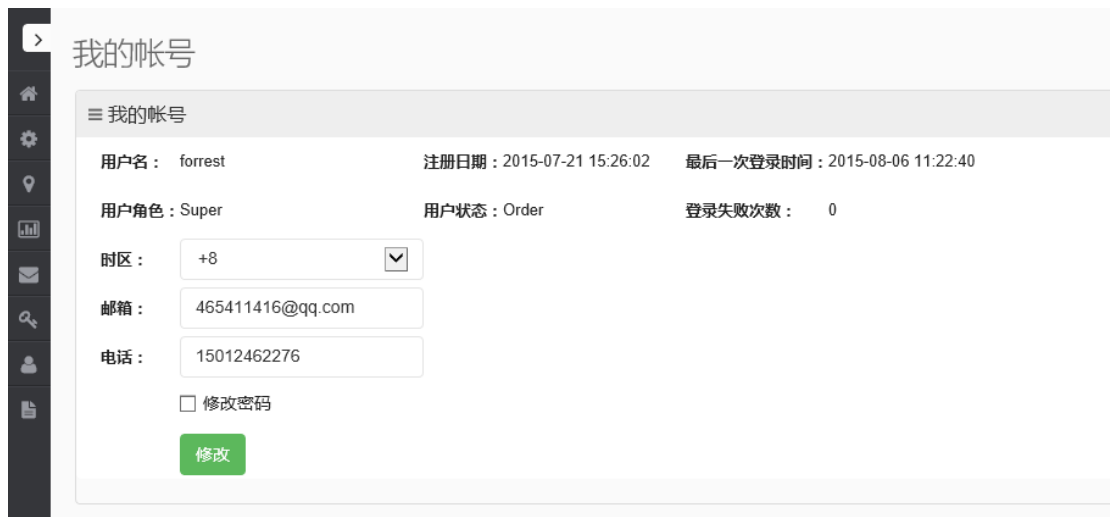 我的帐号
我的帐号
用户名： forrest 注册日期：2015-07-21 15:26:02 最后一次登录时间：2015-08-06 11:22:40
用户角色：Super 用户状态：Order 登录失败次数： 0
时区： +8
邮箱： 465411416@qq.com
电话： 15012462276
修改密码
修改